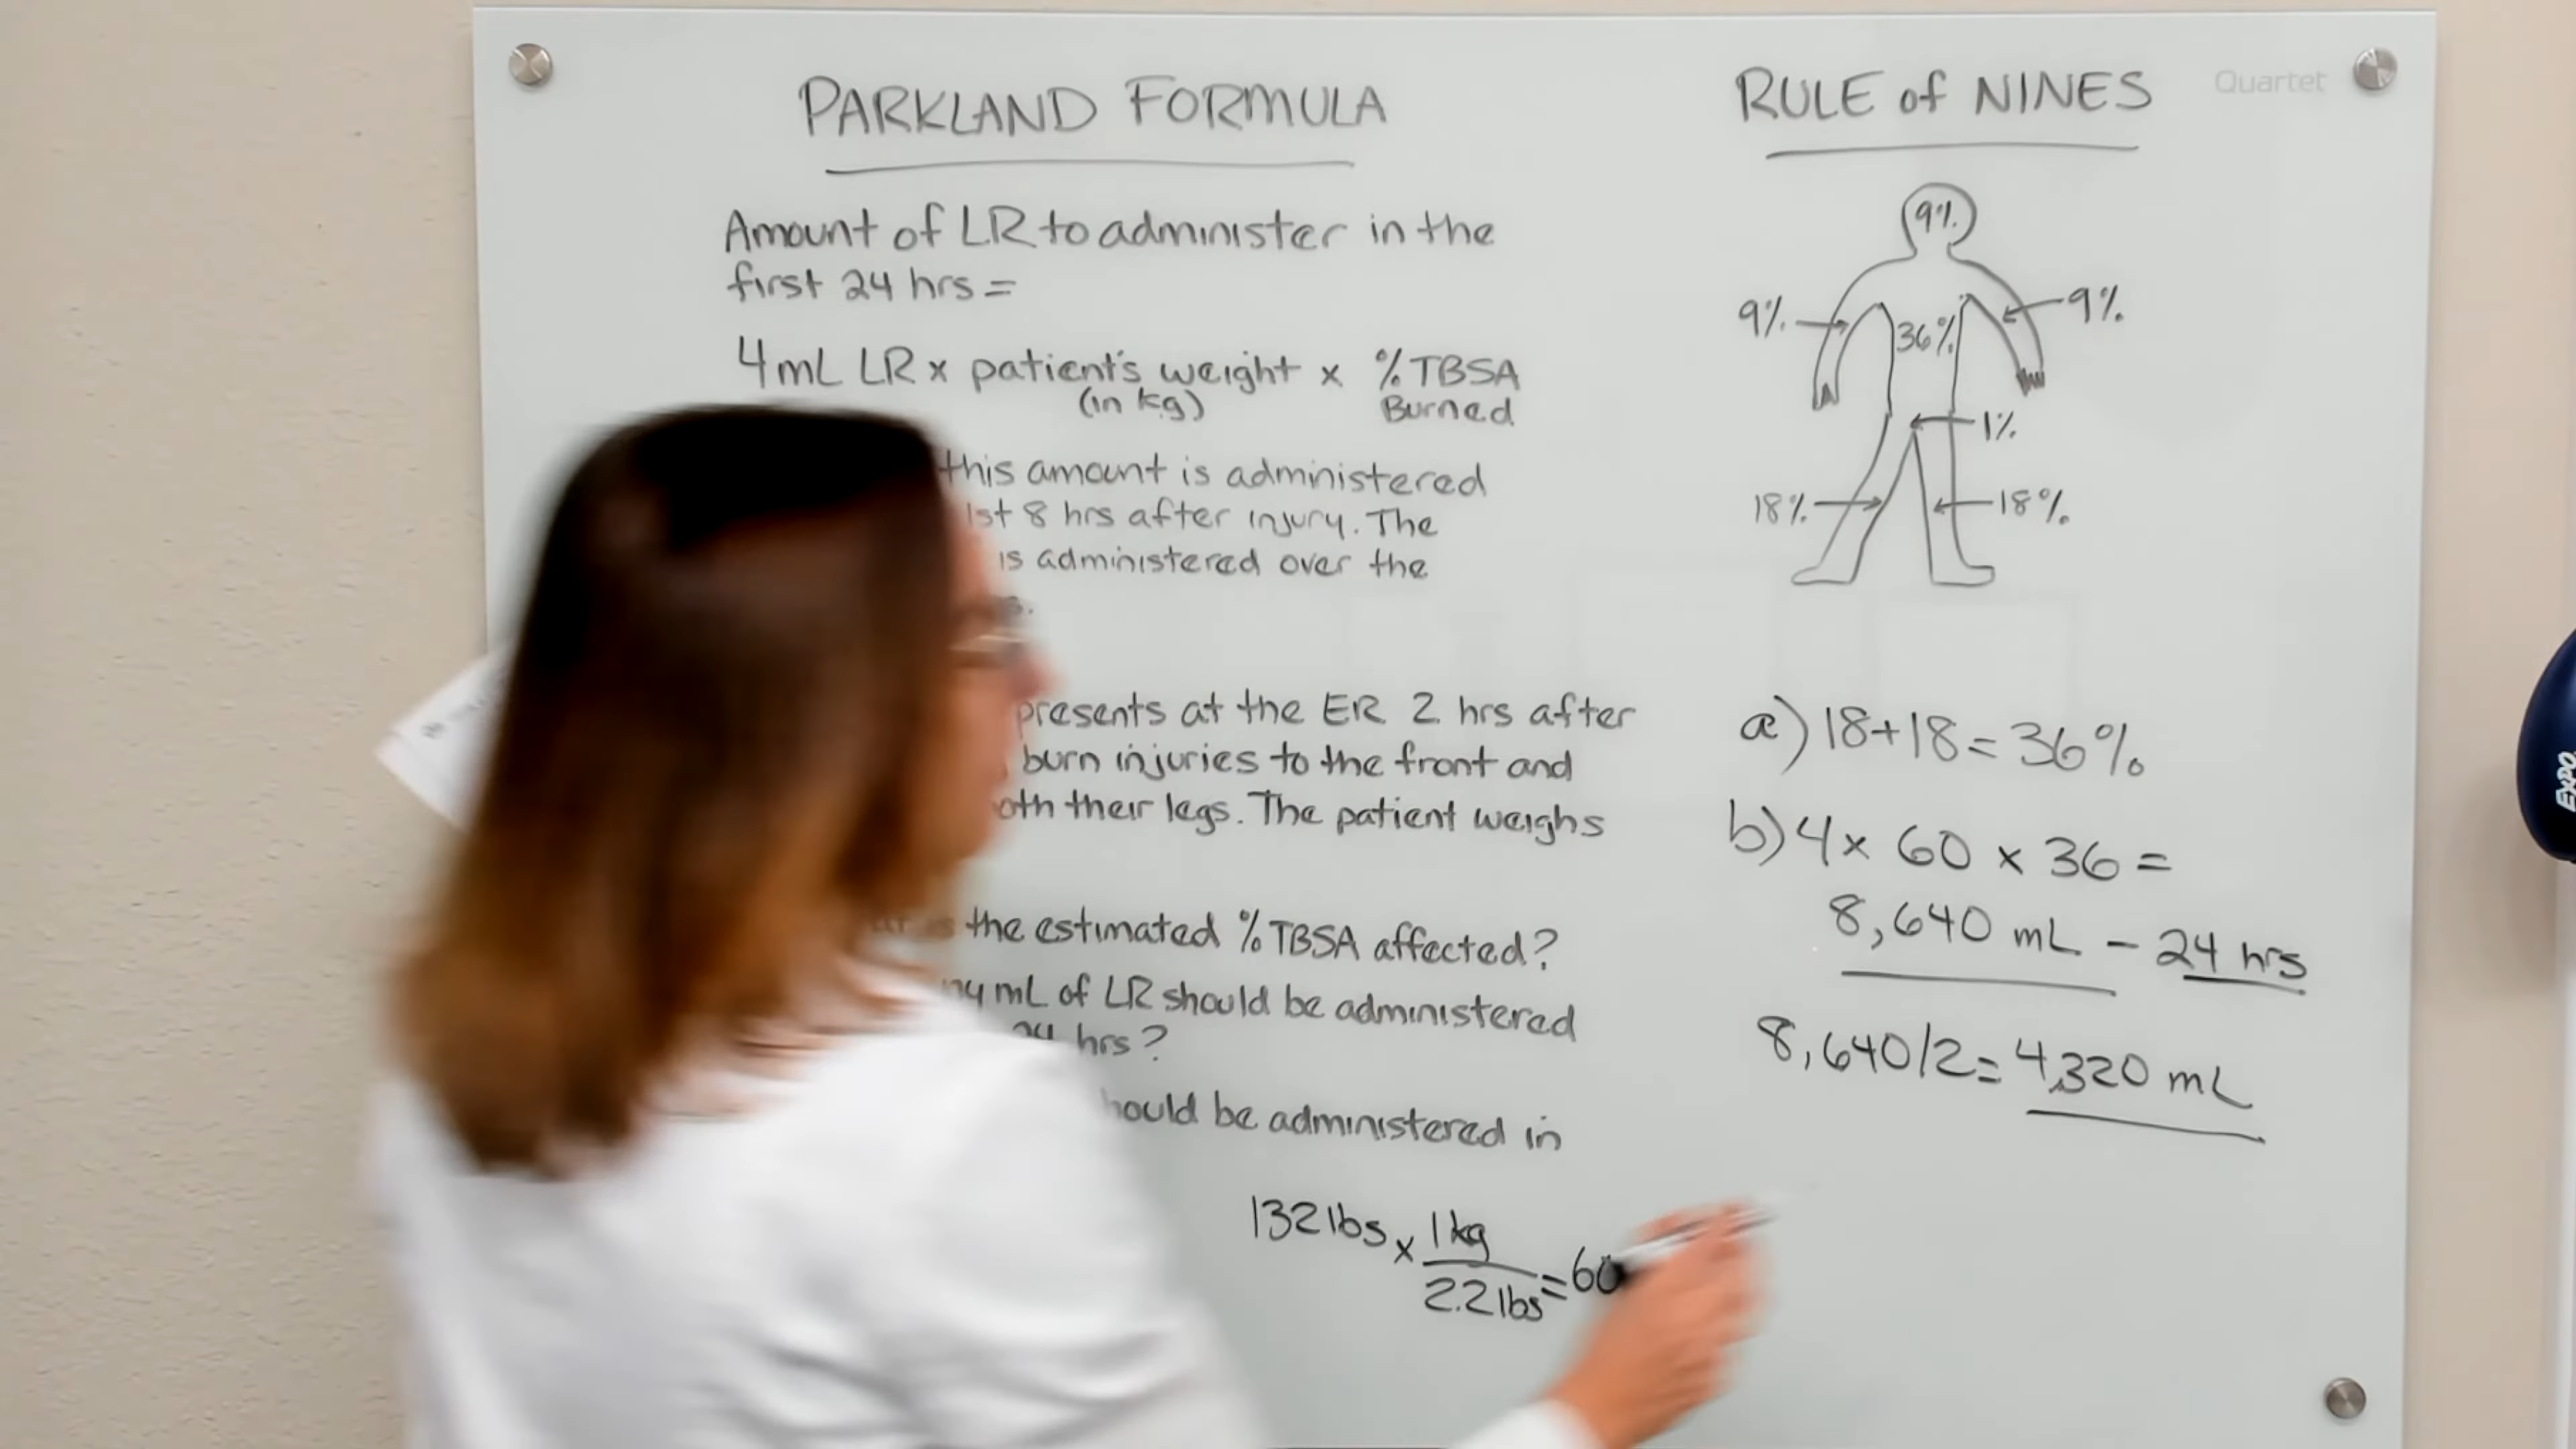 PARKLAND FORMULA
Amount of LR to administer in the
first 24 hrs =
4 mL LR x patient's weight x % TBSA
(in kg) Burned
this amount is administered
1st 8 hrs after injury. The
is administered over the
presents at the ER 2 hrs after
burn injuries to the front and
their legs. The patient weighs
the estimated % TBSA affected?
mL of LR should be administered
hrs?
be administered in
132 lbs x 1 kg
2.2 lbs = 60
RULE of NINES
Quartet
9%
9%
9%
36%
1%
18%
18%
a) 18+18 = 36%
b) 4 x 60 x 36 =
8,640 mL - 24 hrs
8,640/2 = 4,320 mL
EXPO